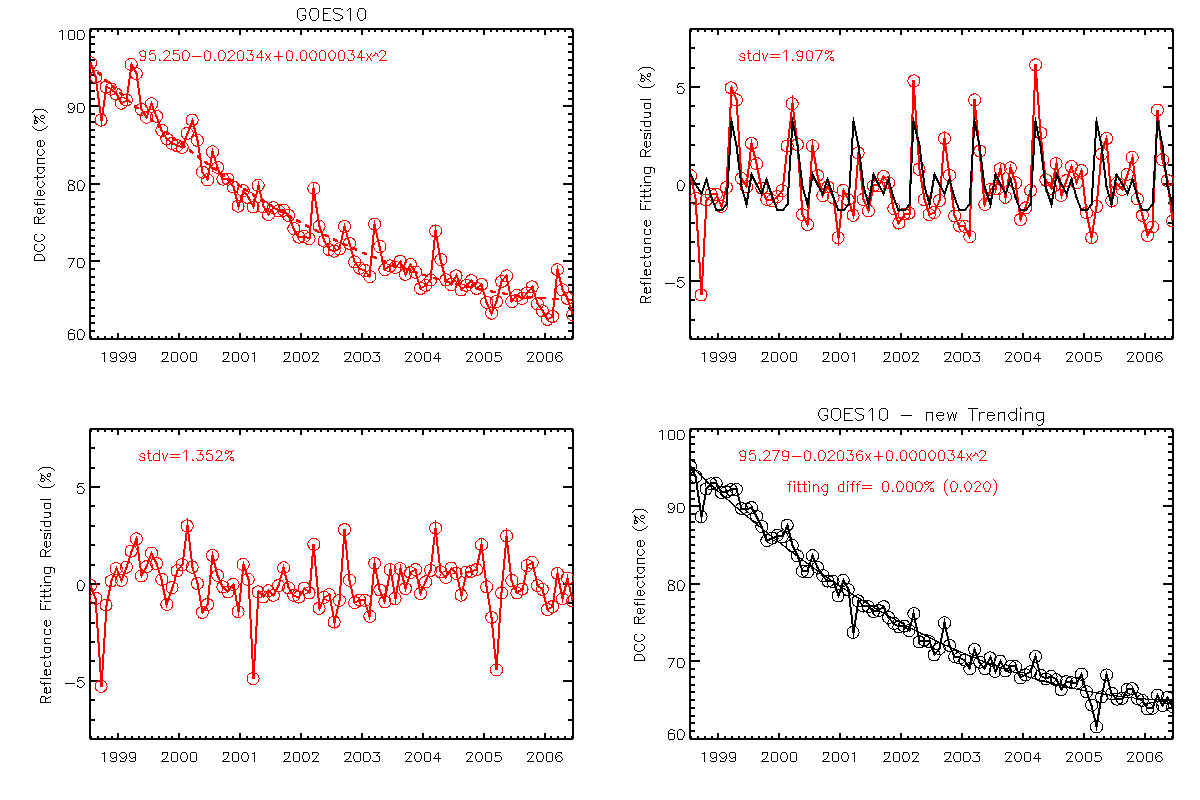 GOES10
95.250-0.02034x+0.0000034x^2
DCC Reflectance (%)
100
90
80
70
60
1999 2000 2001 2002 2003 2004 2005 2006
stdv=1.907%
Reflectance Fitting Residual (%)
5
0
-5
1999 2000 2001 2002 2003 2004 2005 2006
stdv=1.352%
Reflectance Fitting Residual (%)
5
0
-5
1999 2000 2001 2002 2003 2004 2005 2006
GOES10 - new Trending
95.279-0.02036x+0.0000034x^2
fitting diff= 0.000% (0.020)
DCC Reflectance (%)
100
90
80
70
60
1999 2000 2001 2002 2003 2004 2005 2006